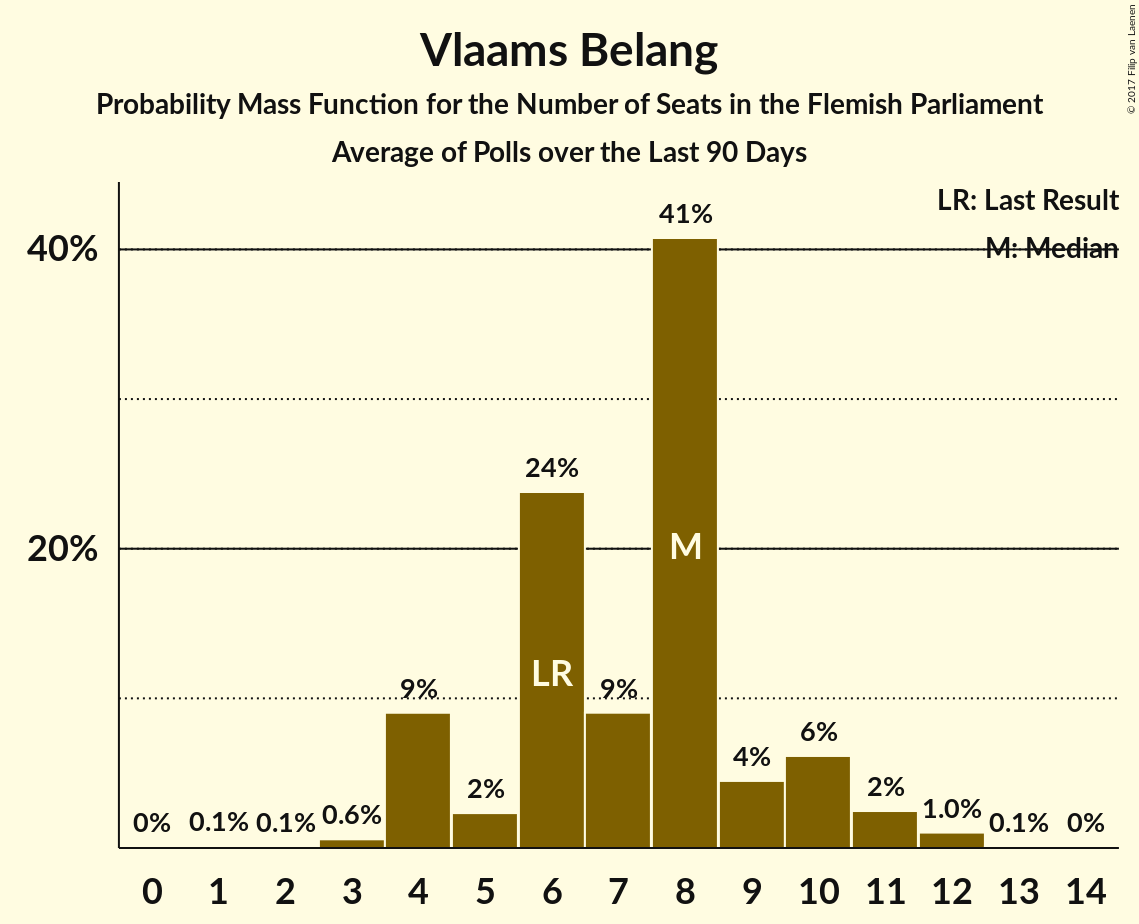 Vlaams Belang
Probability Mass Function for the Number of Seats in the Flemish Parliament
Average of Polls over the Last 90 Days
© 2017 Filip van Laenen
LR: Last Result
M: Median
40%
20%
0%
0.1%
0.1%
0.6%
9%
2%
24%
9%
41%
4%
6%
2%
1.0%
0.1%
0%
LR
M
0 1 2 3 4 5 6 7 8 9 10 11 12 13 14